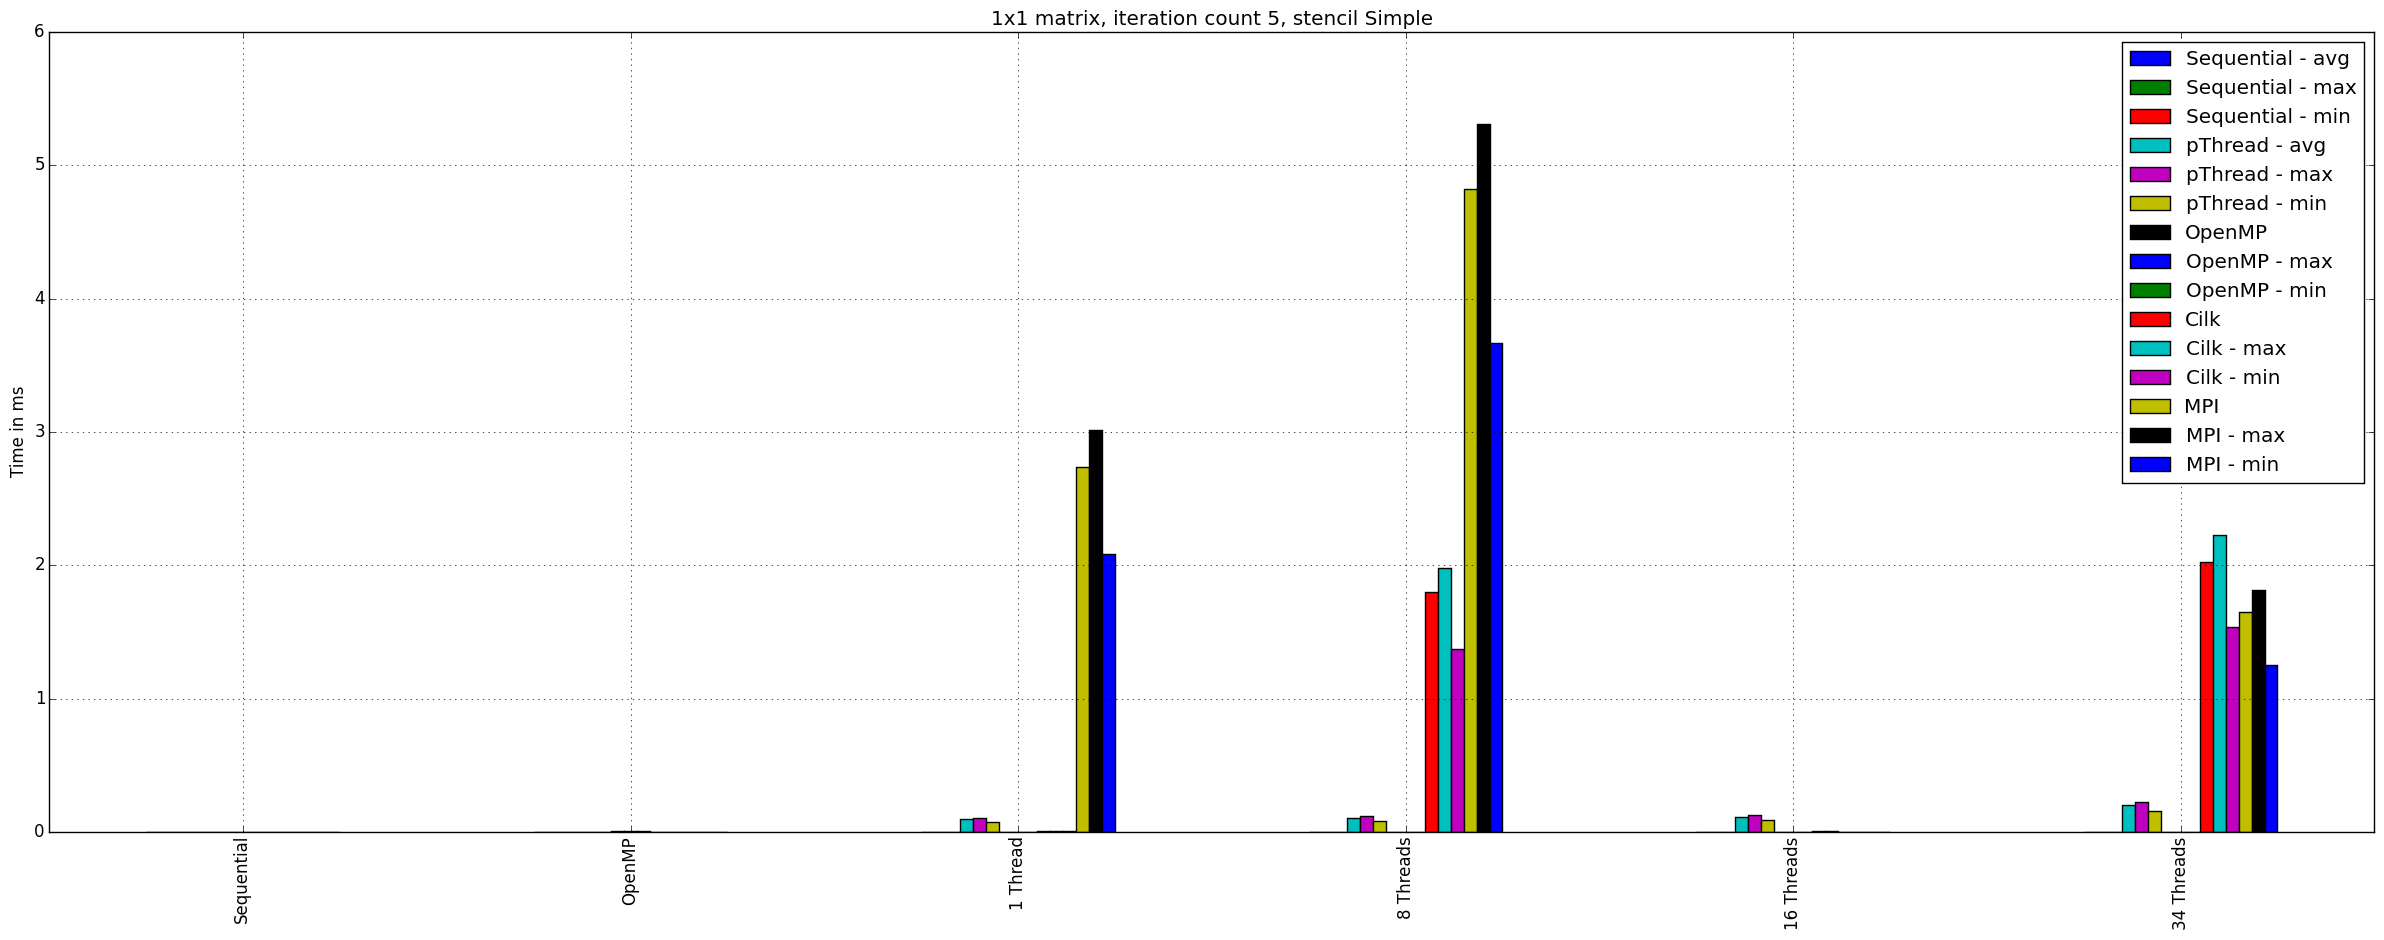 1x1 matrix, iteration count 5, stencil Simple
6
5
4
3
2
1
0
Time in ms
Sequential - avg
Sequential - max
Sequential - min
pThread - avg
pThread - max
pThread - min
OpenMP
OpenMP - max
OpenMP - min
Cilk
Cilk - max
Cilk - min
MPI
MPI - max
MPI - min
Sequential
OpenMP
1 Thread
8 Threads
16 Threads
34 Threads